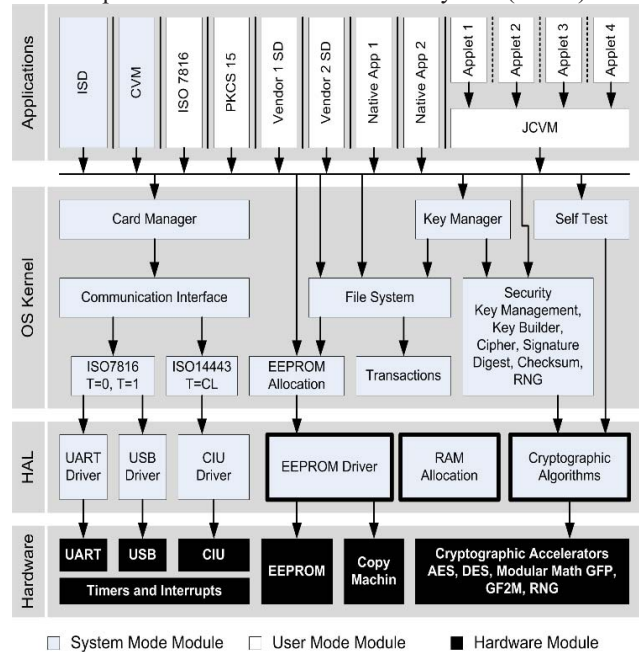 Applications
ISD
CVM
ISO 7816
PKCS 15
Vendor 1 SD
Vendor 2 SD
Native App 1
Native App 2
Applet 1
Applet 2
Applet 3
Applet 4
JCVM
OS Kernel
Card Manager
Key Manager
Self Test
Communication Interface
File System
Security
Key Management,
Key Builder,
Cipher, Signature
Digest, Checksum,
RNG
ISO7816
T=0, T=1
ISO14443
T=CL
EEPROM
Allocation
Transactions
HAL
UART
Driver
USB
Driver
CIU
Driver
EEPROM Driver
RAM
Allocation
Cryptographic
Algorithms
Hardware
UART
USB
CIU
Timers and Interrupts
EEPROM
Copy
Machin
Cryptographic Accelerators
AES, DES, Modular Math GFP,
GF2M, RNG
System Mode Module
User Mode Module
Hardware Module